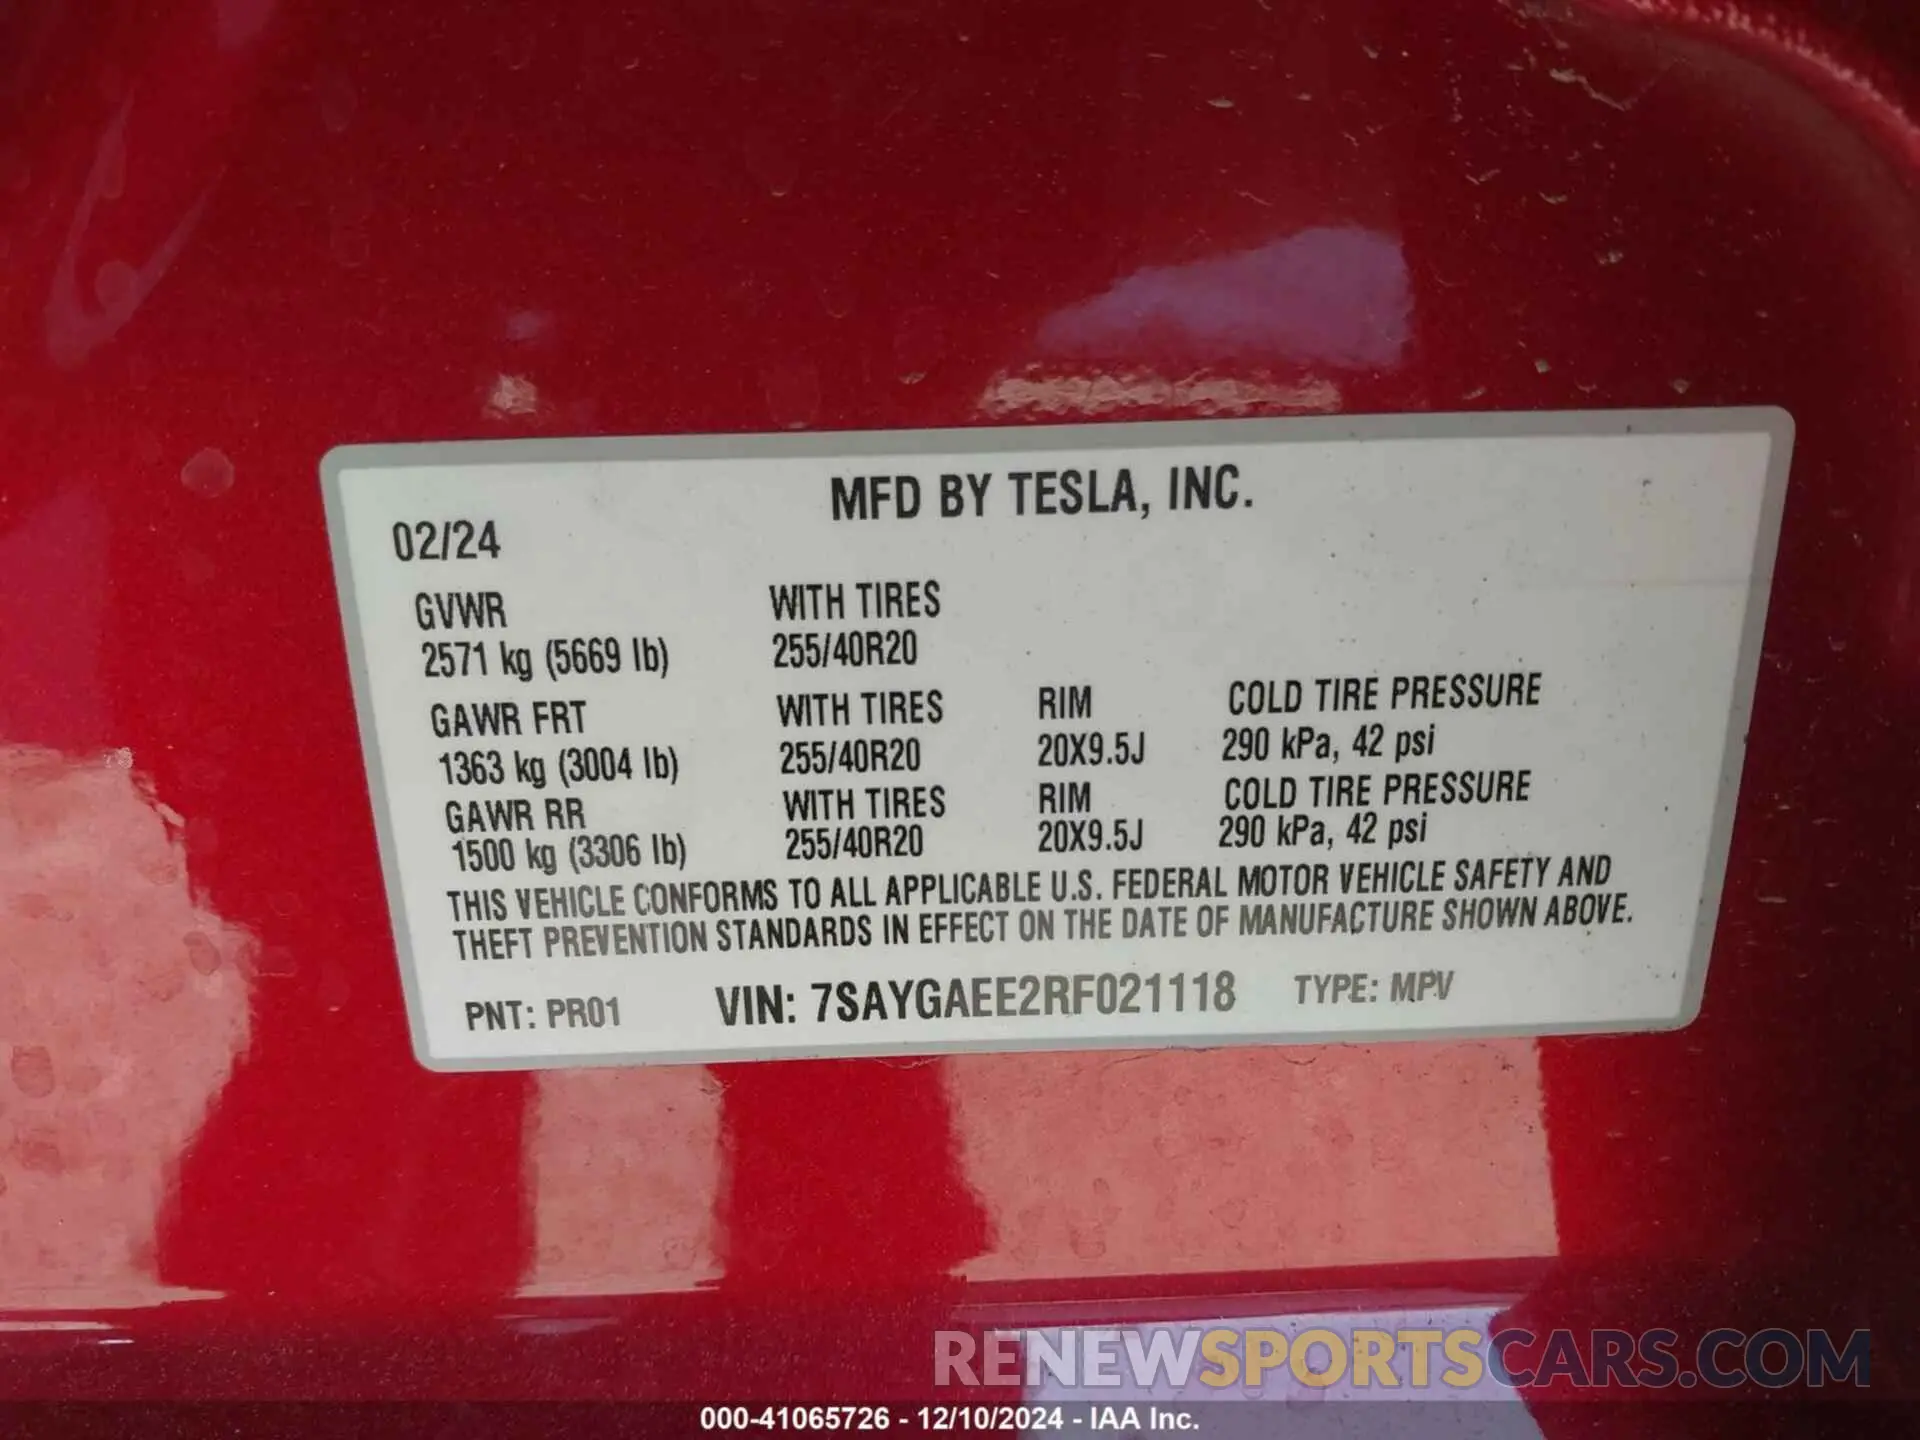 MFD BY TESLA, INC.
02/24
GVWR WITH TIRES
2571 kg (5669 lb) 255/40R20
GAWR FRT WITH TIRES RIM COLD TIRE PRESSURE
1363 kg (3004 lb) 255/40R20 20X9.5J 290 kPa, 42 psi
GAWR RR WITH TIRES RIM COLD TIRE PRESSURE
1500 kg (3306 lb) 255/40R20 20X9.5J 290 kPa, 42 psi
THIS VEHICLE CONFORMS TO ALL APPLICABLE U.S. FEDERAL MOTOR VEHICLE SAFETY AND
THEFT PREVENTION STANDARDS IN EFFECT ON THE DATE OF MANUFACTURE SHOWN ABOVE.
PNT: PR01 VIN: 7SAYGAEE2RF021118 TYPE: MPV
RENEWSPORTSCARS.COM
000-41065726 - 12/10/2024 - IAA Inc.